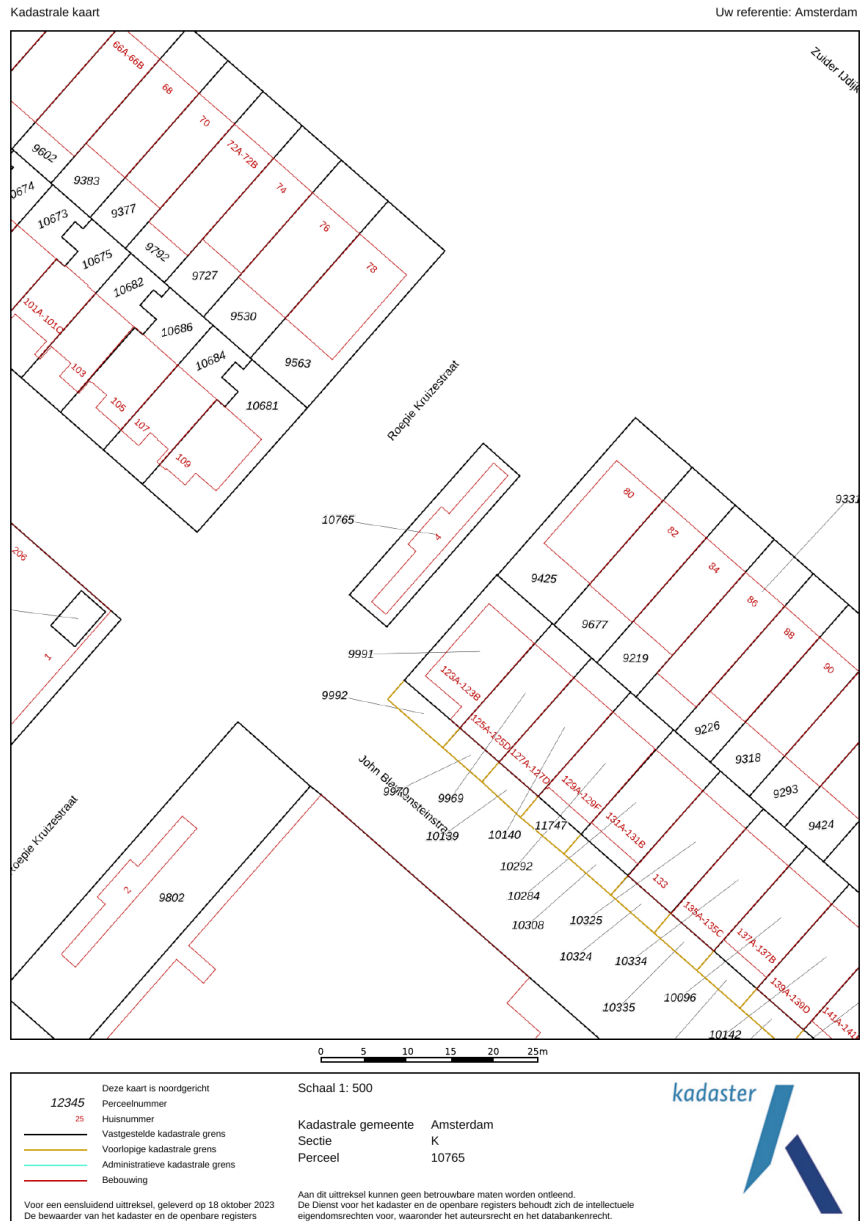 Kadastrale kaart
Uw referentie: Amsterdam
Zuider IJdijk
66A-66B
68
70
72A-72B
74
76
78
9602
9383
9377
9792
9727
9530
9563
10673
10675
10682
10686
10684
10681
101A-101C
103
105
107
109
Roepie Kruizestraat
10765
4
206
1
80
82
84
86
88
90
9331
9425
9677
9219
9226
9318
9293
9424
9991
9992
123A-123B
125A-125D
127A-127D
129A-129F
131A-131B
133
135A-135C
137A-137B
139A-139D
9970
9969
10139
10140
11747
10292
10284
10308
10325
10324
10334
10335
10096
10142
2
9802
0 5 10 15 20 25m
Deze kaart is noordgericht
12345 Perceelnummer
25 Huisnummer
Vastgestelde kadastrale grens
Voorlopige kadastrale grens
Administratieve kadastrale grens
Bebouwing
Voor een eensluidend uittreksel, geleverd op 18 oktober 2023
De bewaarder van het kadaster en de openbare registers
Schaal 1: 500
Kadastrale gemeente Amsterdam
Sectie K
Perceel 10765
Aan dit uittreksel kunnen geen betrouwbare maten worden ontleend.
De Dienst voor het kadaster en de openbare registers behoudt zich de intellectuele
eigendomsrechten voor, waaronder het auteursrecht en het databankenrecht.
kadaster